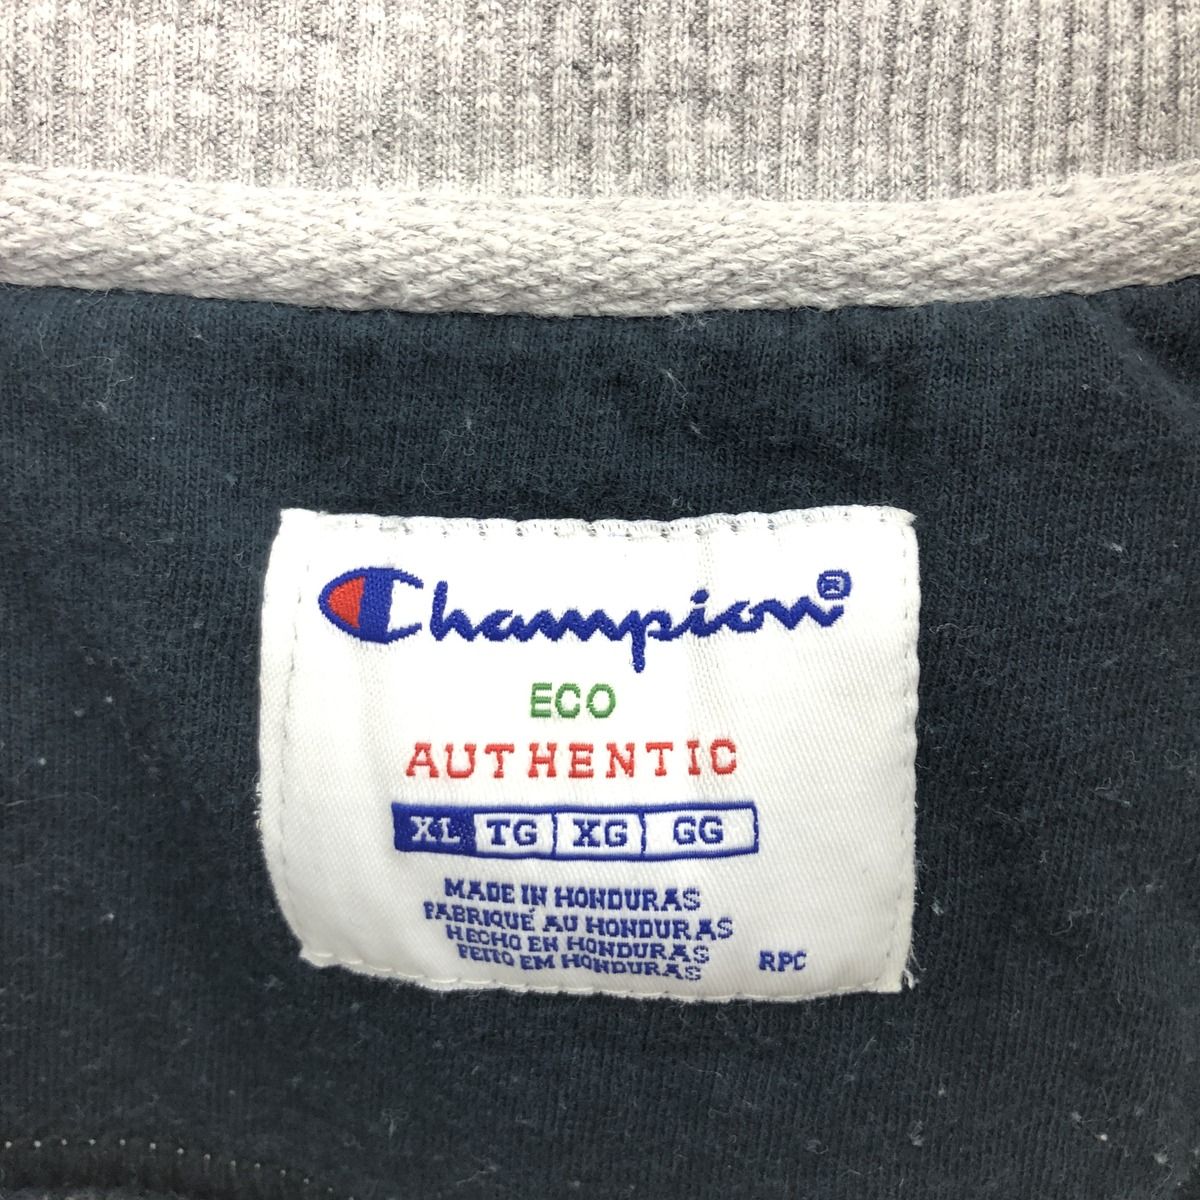 Champion®
ECO
AUTHENTIC
XL TG XG GG
MADE IN HONDURAS
FABRIQUÉ AU HONDURAS
HECHO EN HONDURAS
FEITO EM HONDURAS
RPC